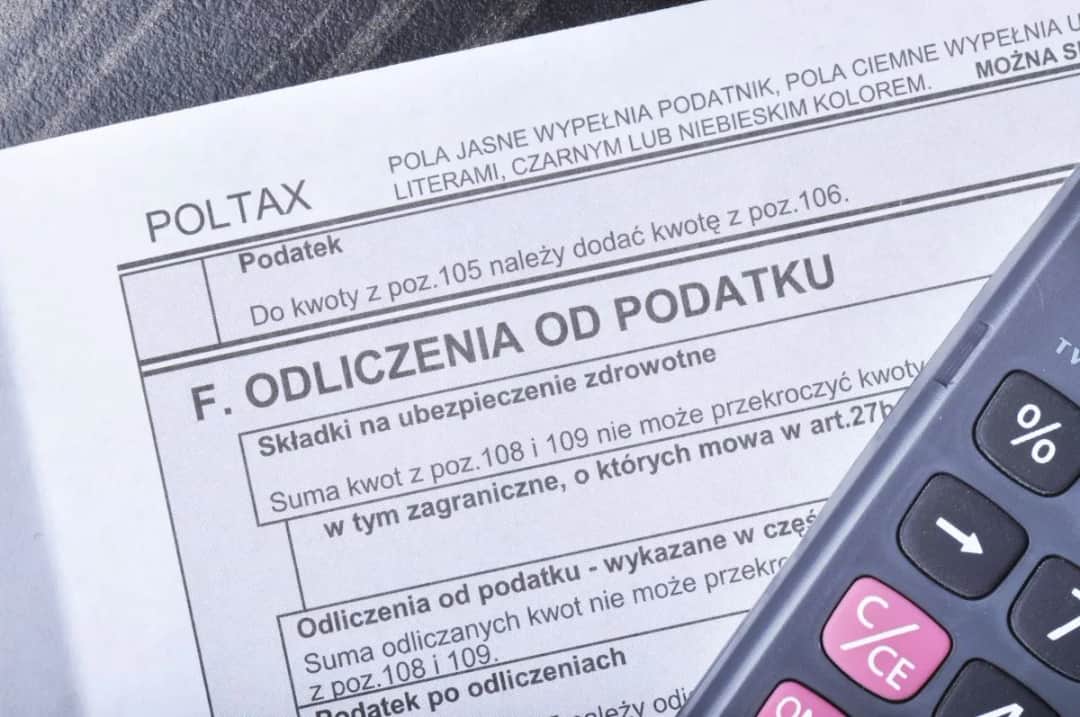 POLTAX
POLA JASNE WYPEŁNIA PODATNIK, POLA CIEMNE WYPEŁNIA
MOŻNA
LITERAMI, CZARNYM LUB NIEBIESKIM KOLOREM.
Podatek
Do kwoty z poz.105 należy dodać kwotę z poz.106.
F. ODLICZENIA OD PODATKU
Składki na ubezpieczenie zdrowotne
Suma kwot z poz.108 i 109 nie może przekroczyć kwoty
w tym zagraniczne, o których mowa w art.27b
Odliczenia od podatku - wykazane w
Suma odliczanych kwot nie może
z poz.108 i 109.
Podatek po odliczeniach
%
C/CE
7